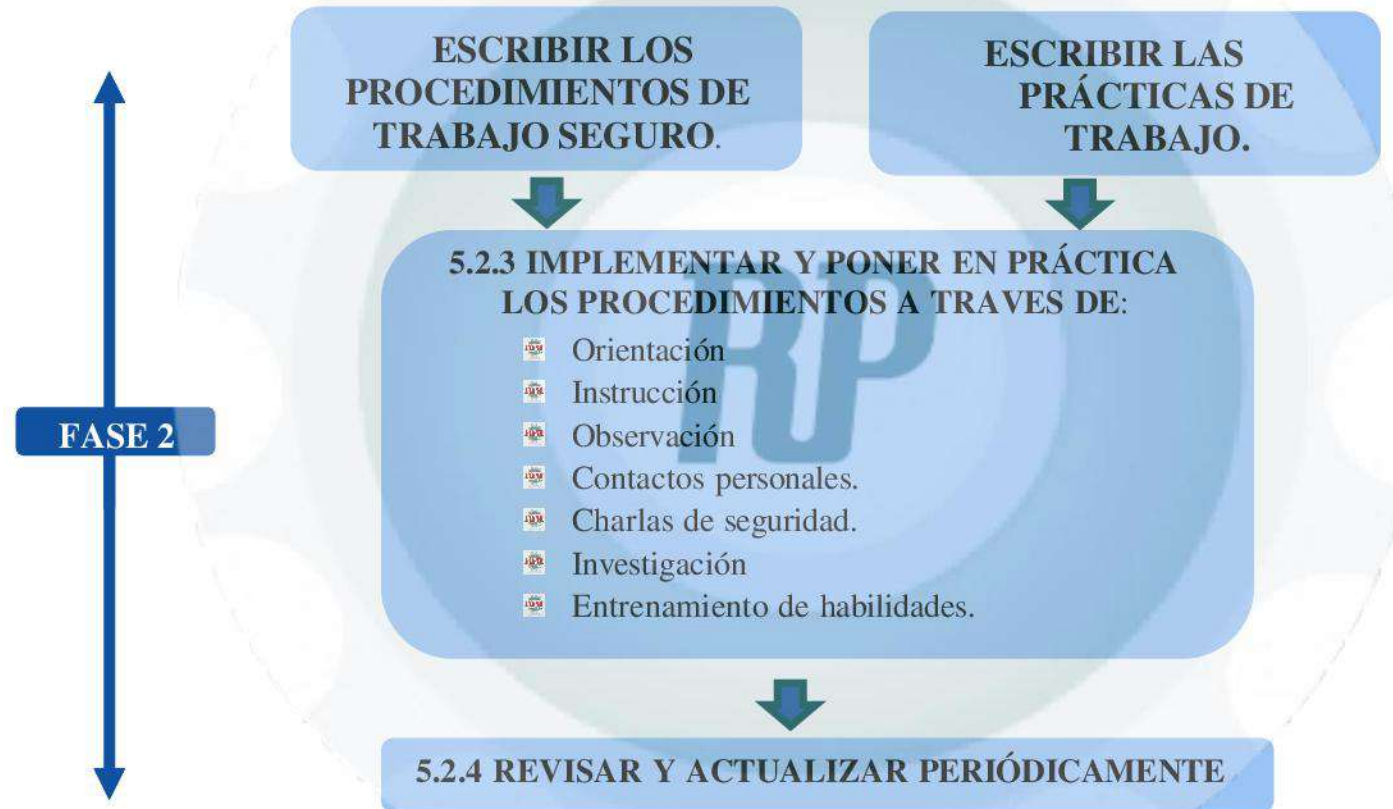 ESCRIBIR LOS
PROCEDIMIENTOS DE
TRABAJO SEGURO.
ESCRIBIR LAS
PRÁCTICAS DE
TRABAJO.
FASE 2
5.2.3 IMPLEMENTAR Y PONER EN PRÁCTICA
LOS PROCEDIMIENTOS A TRAVES DE:
Orientación
Instrucción
Observación
Contactos personales.
Charlas de seguridad.
Investigación
Entrenamiento de habilidades.
RP
5.2.4 REVISAR Y ACTUALIZAR PERIÓDICAMENTE